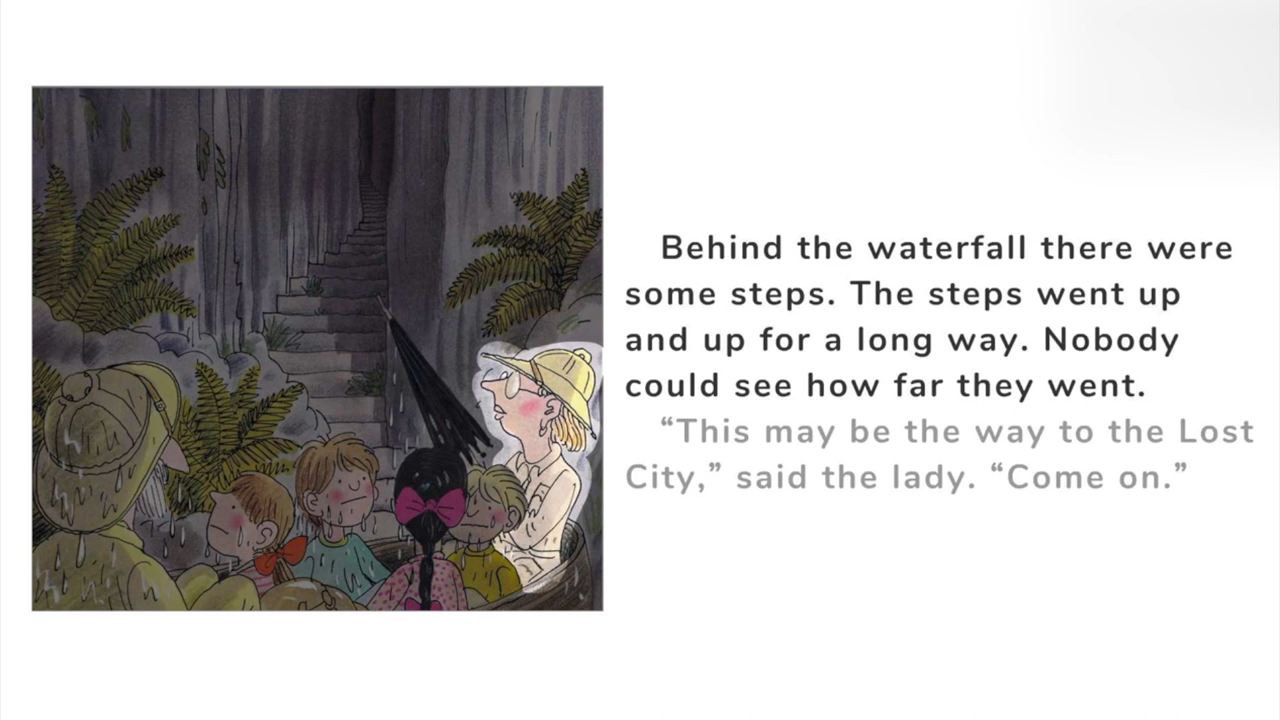 Behind the waterfall there were
some steps. The steps went up
and up for a long way. Nobody
could see how far they went.
“This may be the way to the Lost
City,” said the lady. “Come on.”